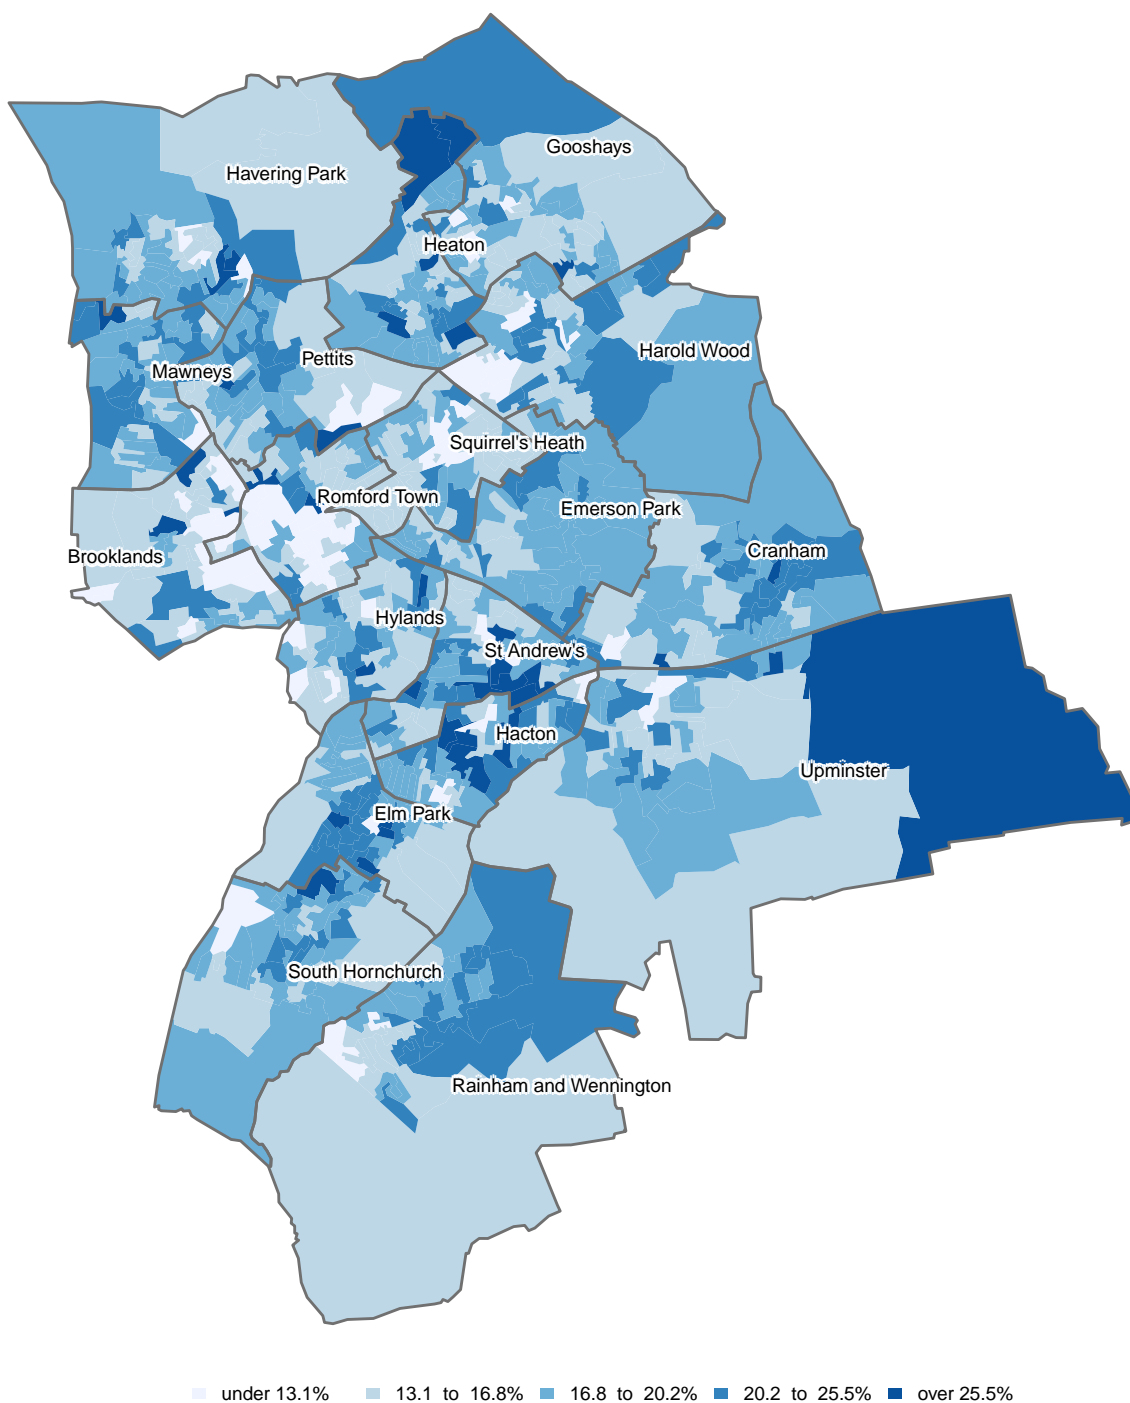 Gooshays
Havering Park
Heaton
Harold Wood
Pettits
Mawneys
Squirrel's Heath
Romford Town
Emerson Park
Cranham
Brooklands
Hylands
St Andrew's
Hacton
Upminster
Elm Park
South Hornchurch
Rainham and Wennington
under 13.1% 13.1 to 16.8% 16.8 to 20.2% 20.2 to 25.5% over 25.5%